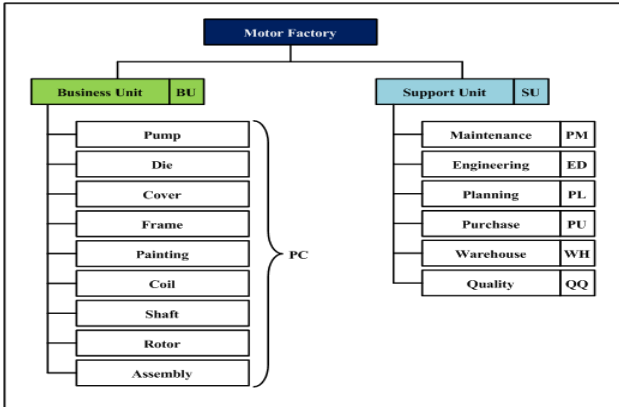 Motor Factory
Business Unit BU
Support Unit SU
Pump
Die
Cover
Frame
Painting
Coil
Shaft
Rotor
Assembly
PC
Maintenance PM
Engineering ED
Planning PL
Purchase PU
Warehouse WH
Quality QQ